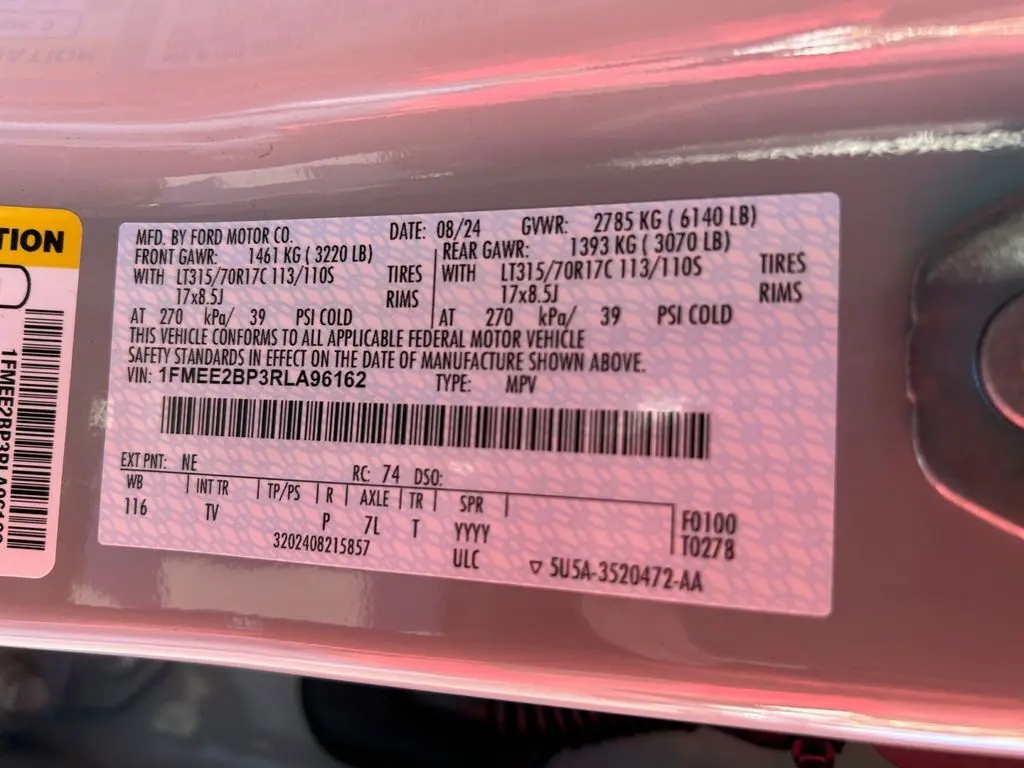 TION
1FMEE2BP3RLA96162
MFD. BY FORD MOTOR CO. DATE: 08/24 GVWR: 2785 KG ( 6140 LB)
FRONT GAWR: 1461 KG ( 3220 LB) REAR GAWR: 1393 KG ( 3070 LB)
WITH LT315/70R17C 113/110S TIRES WITH LT315/70R17C 113/110S TIRES
17x8.5J RIMS 17x8.5J RIMS
AT 270 kPa/ 39 PSI COLD AT 270 kPa/ 39 PSI COLD
THIS VEHICLE CONFORMS TO ALL APPLICABLE FEDERAL MOTOR VEHICLE
SAFETY STANDARDS IN EFFECT ON THE DATE OF MANUFACTURE SHOWN ABOVE.
VIN: 1FMEE2BP3RLA96162 TYPE: MPV
EXT PNT: NE RC: 74 DSO:
WB INT TR TP/PS R AXLE TR SPR
116 TV P 7L T YYYY F0100
3202408215857 ULC T0278
▽ 5U5A-3520472-AA